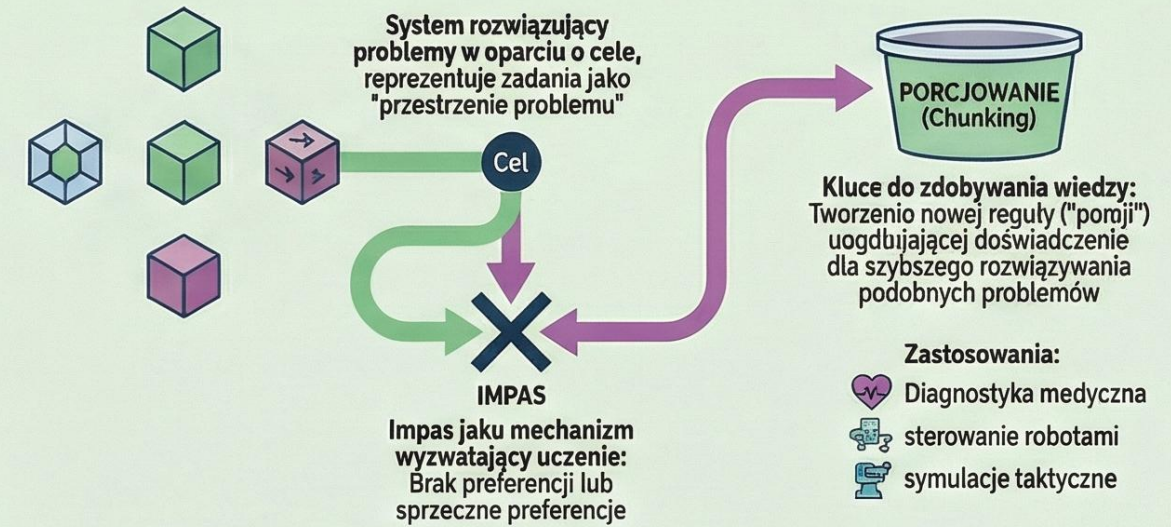 System rozwiązujący
problemy w oparciu o cele,
reprezentuje zadania jako
"przestrzenie problemu"
Cel
IMPAS
Impas jaku mechanizm
wyzwatający uczenie:
Brak preferencji lub
sprzeczne preferencje
PORCJOWANIE
(Chunking)
Kluce do zdobywania wiedzy:
Tworzenio nowej reguły
doświadczenie
dla szybszego rozwiązywania
podobnych problemów
Zastosowania:
Diagnostyka medyczna
sterowanie robotami
symulacje taktyczne